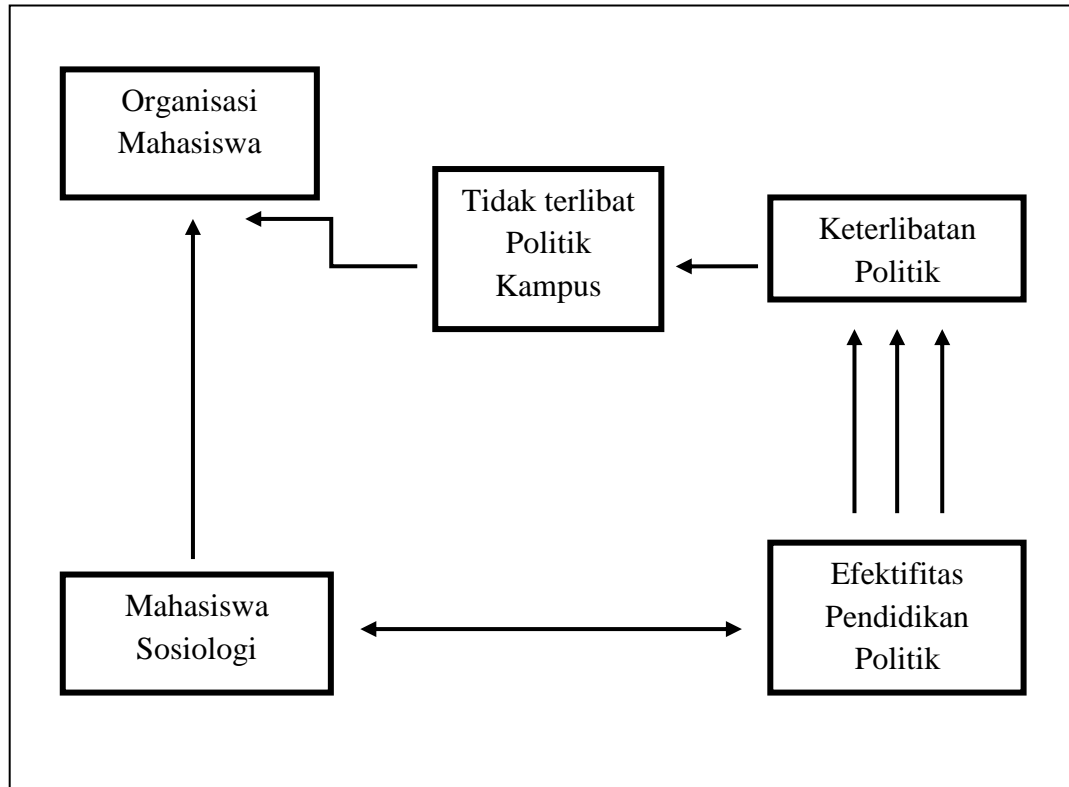 Organisasi
Mahasiswa
Tidak terlibat
Politik
Kampus
Keterlibatan
Politik
Mahasiswa
Sosiologi
Efektifitas
Pendidikan
Politik